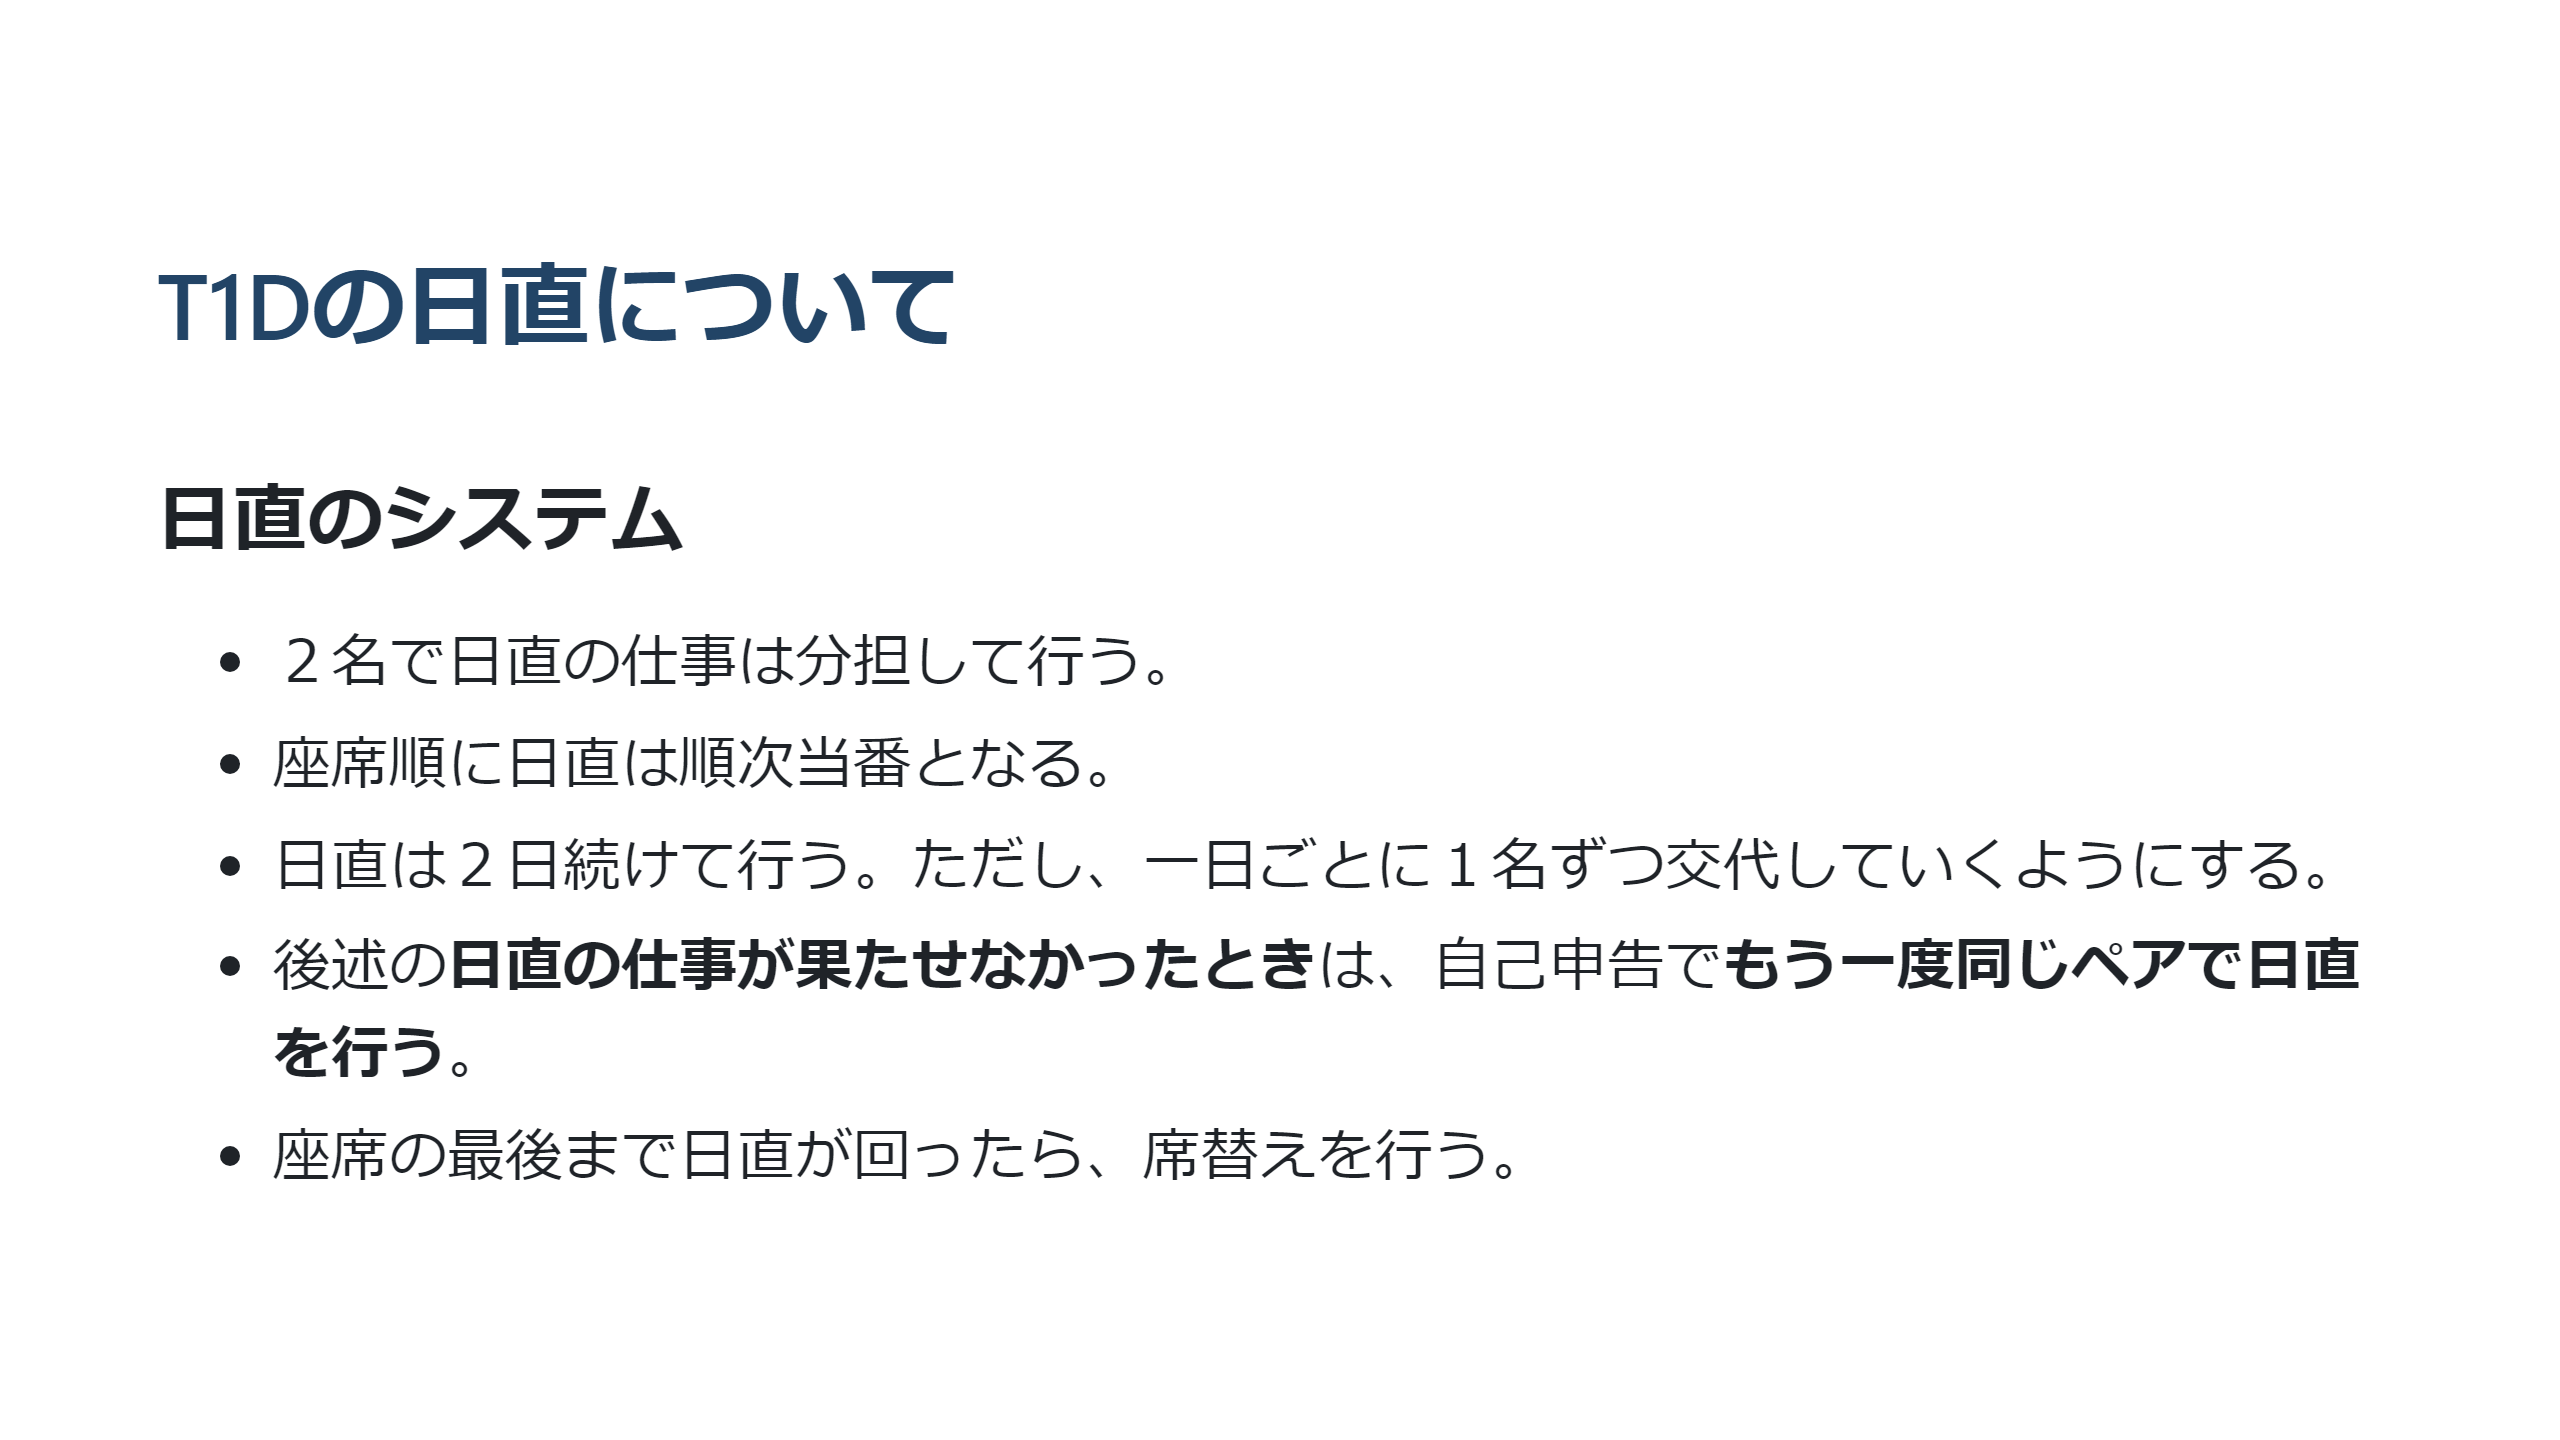 T1Dの日直について
日直のシステム
• ２名で日直の仕事は分担して行う。
• 座席順に日直は順次当番となる。
• 日直は２日続けて行う。ただし、一日ごとに１名ずつ交代していくようにする。
• 後述の日直の仕事が果たせなかったときは、自己申告でもう一度同じペアで日直
を行う。
• 座席の最後まで日直が回ったら、席替えを行う。